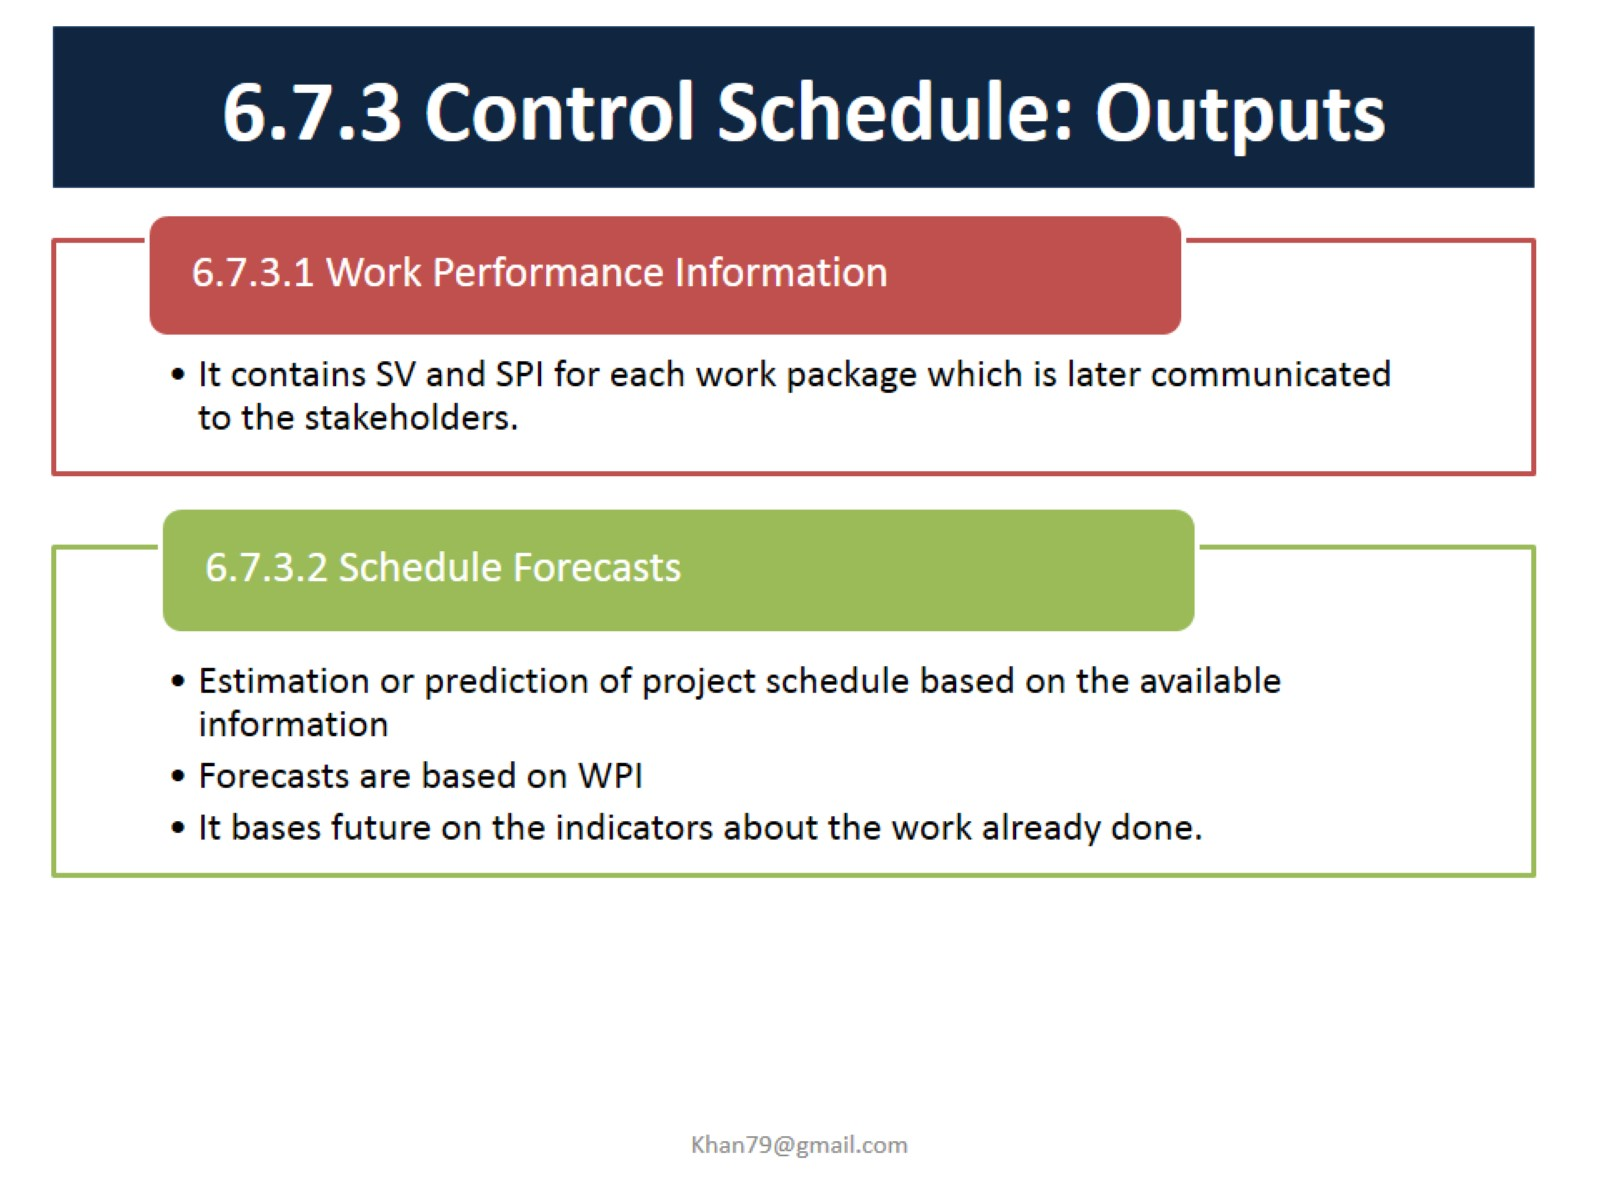 6.7.3 Control Schedule: Outputs
6.7.3.1 Work Performance Information
• It contains SV and SPI for each work package which is later communicated
to the stakeholders.
6.7.3.2 Schedule Forecasts
• Estimation or prediction of project schedule based on the available
information
• Forecasts are based on WPI
• It bases future on the indicators about the work already done.
Khan79@gmail.com